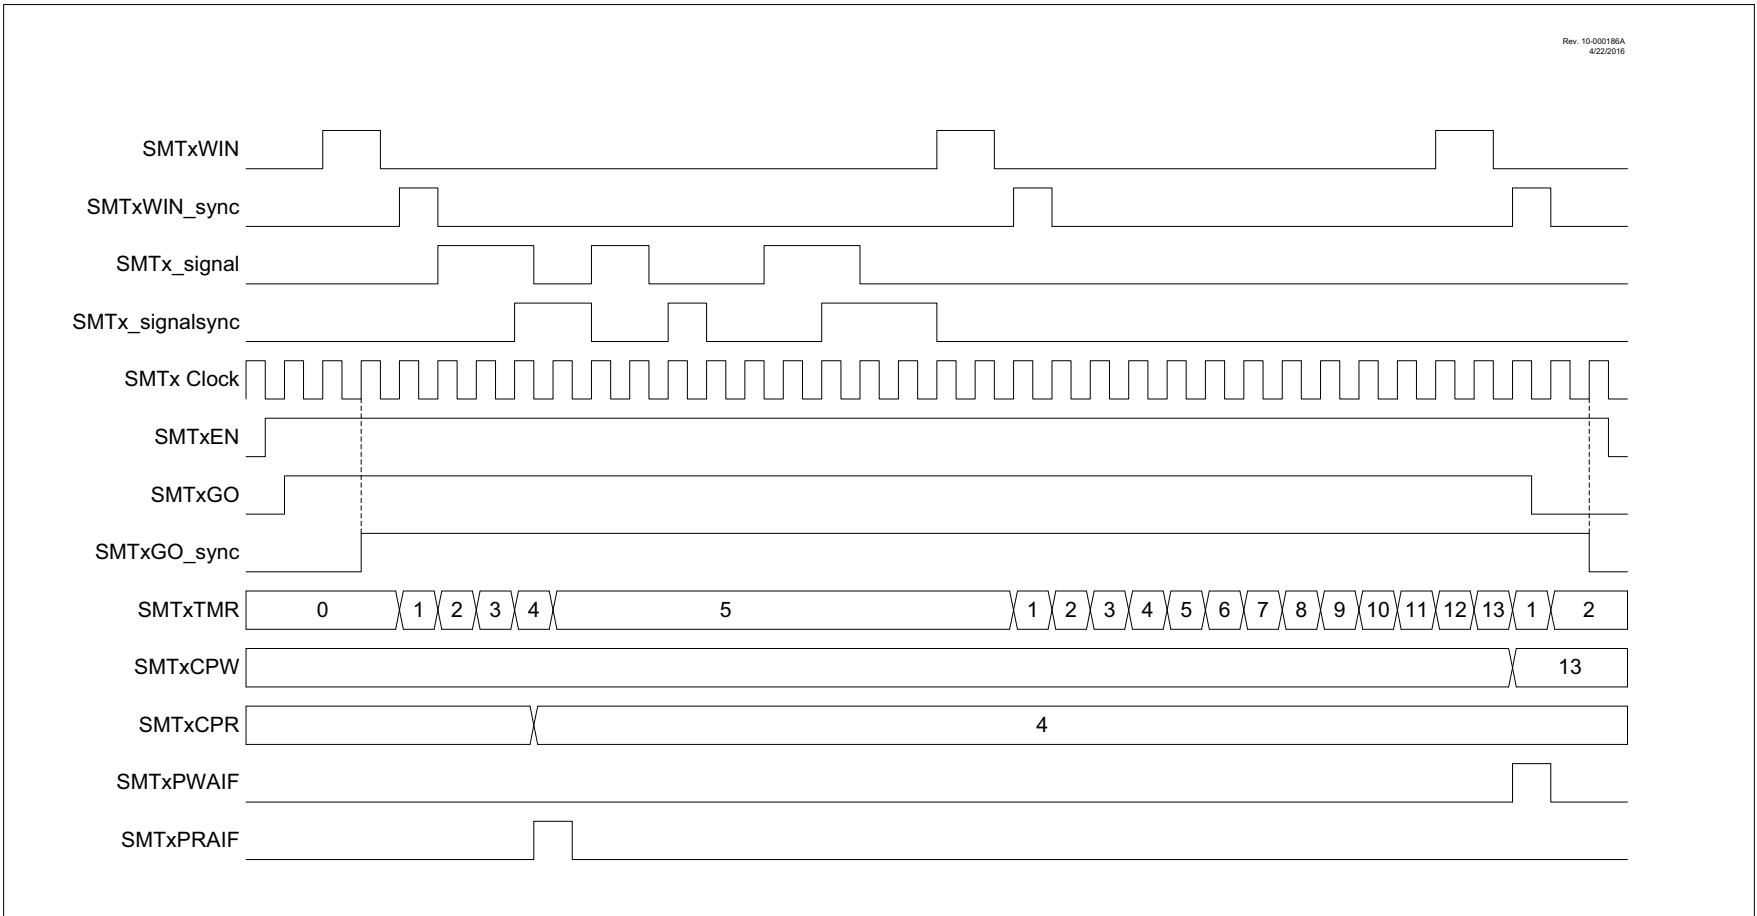 Rev. 10-000186A
4/22/2016
SMTxWIN
SMTxWIN_sync
SMTx_signal
SMTx_signalsync
SMTx Clock
SMTxEN
SMTxGO
SMTxGO_sync
SMTxTMR 0 1 2 3 4 5 1 2 3 4 5 6 7 8 9 10 11 12 13 1 2
SMTxCPW 13
SMTxCPR 4
SMTxPWAIF
SMTxPRAIF